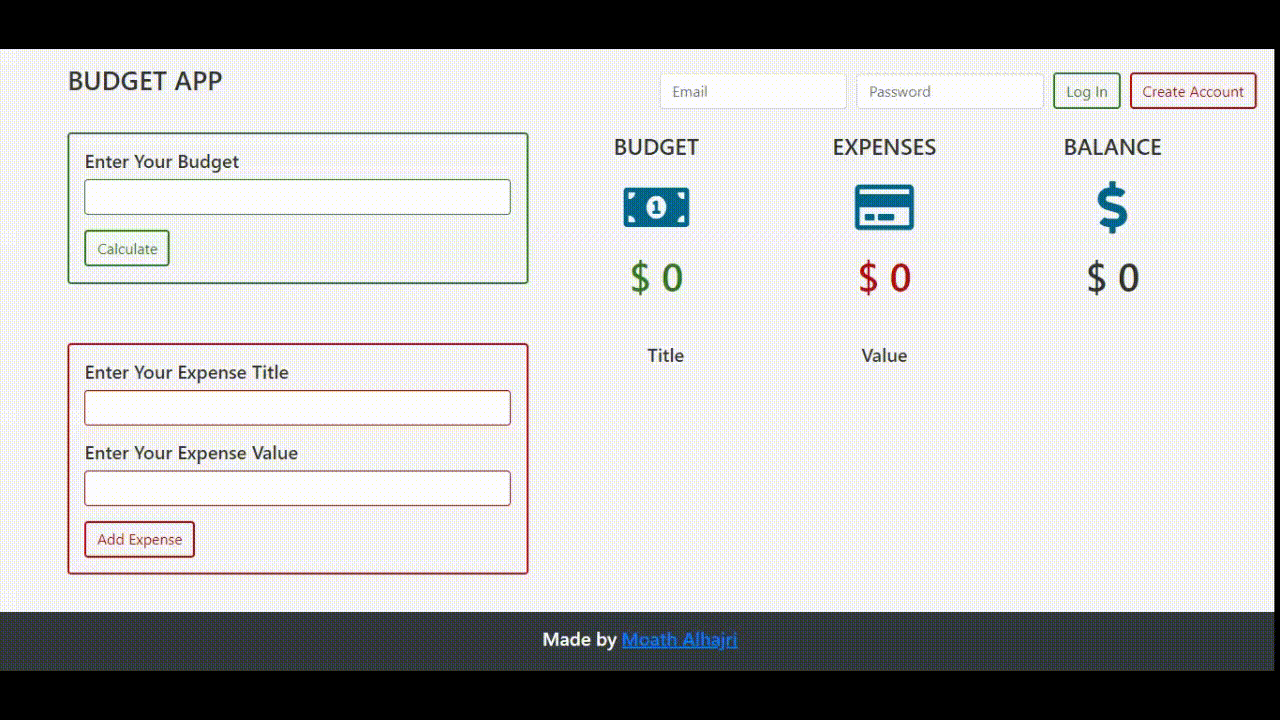 BUDGET APP
Email
Password
Log In
Create Account
Enter Your Budget
Calculate
BUDGET
EXPENSES
BALANCE
1
$ 0
$ 0
$ 0
Enter Your Expense Title
Enter Your Expense Value
Add Expense
Title
Value
Made by Moath Alhajri